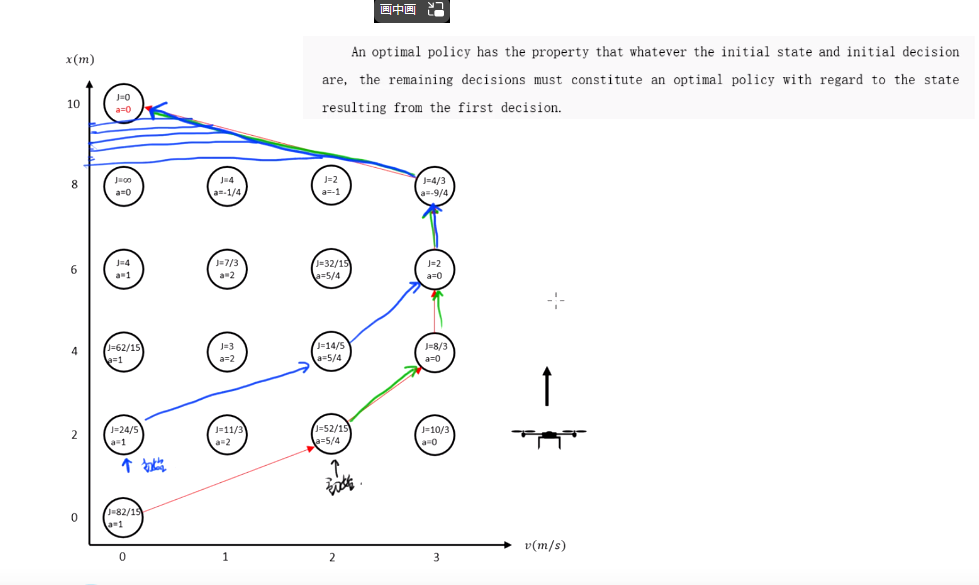 画中画
An optimal policy has the property that whatever the initial state and initial decision
are, the remaining decisions must constitute an optimal policy with regard to the state
resulting from the first decision.
x(m)
10
J=0
a=0
8
J=∞
a=0
J=4
a=-1/4
J=2
a=-1
J=4/3
a=-9/4
6
J=4
a=1
J=7/3
a=2
J=32/15
a=5/4
J=2
a=0
4
J=62/15
a=1
J=3
a=2
J=14/5
a=5/4
J=8/3
a=0
2
J=24/5
a=1
J=11/3
a=2
J=52/15
a=5/4
J=10/3
a=0
初始
初始
0
J=82/15
a=1
0
1
2
3
v(m/s)